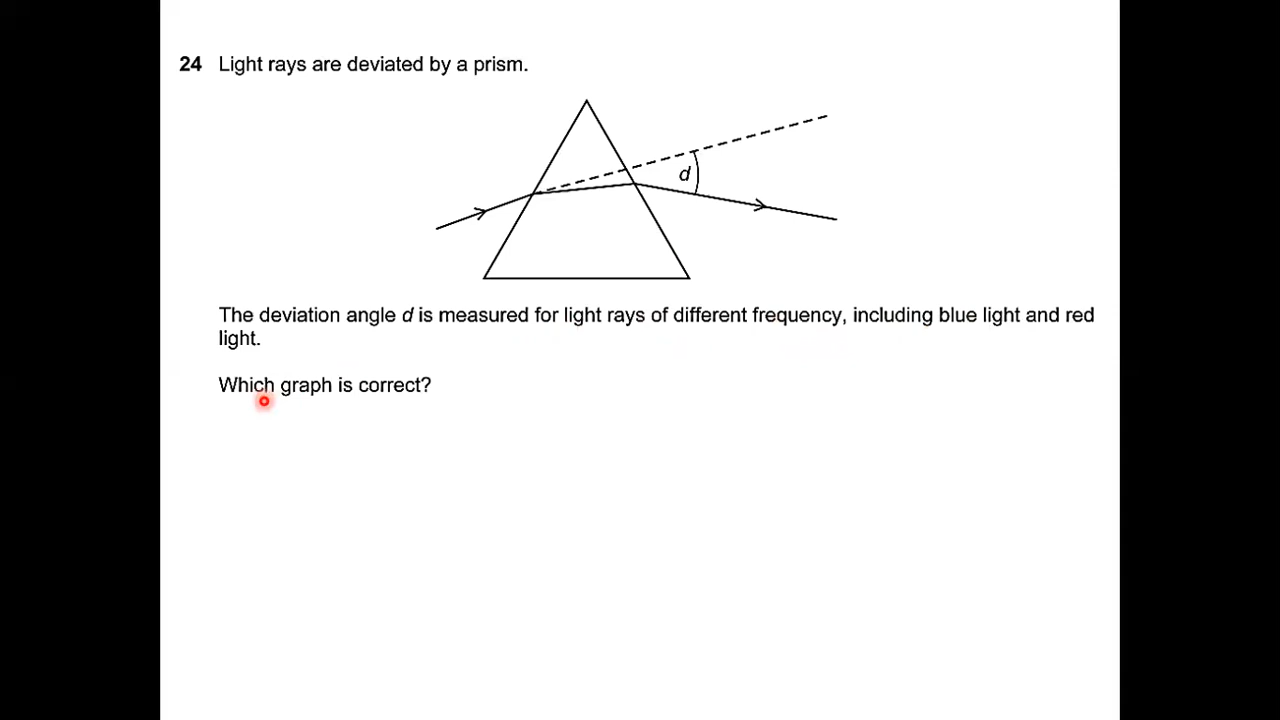 24 Light rays are deviated by a prism.
d
The deviation angle d is measured for light rays of different frequency, including blue light and red
light.
Which graph is correct?